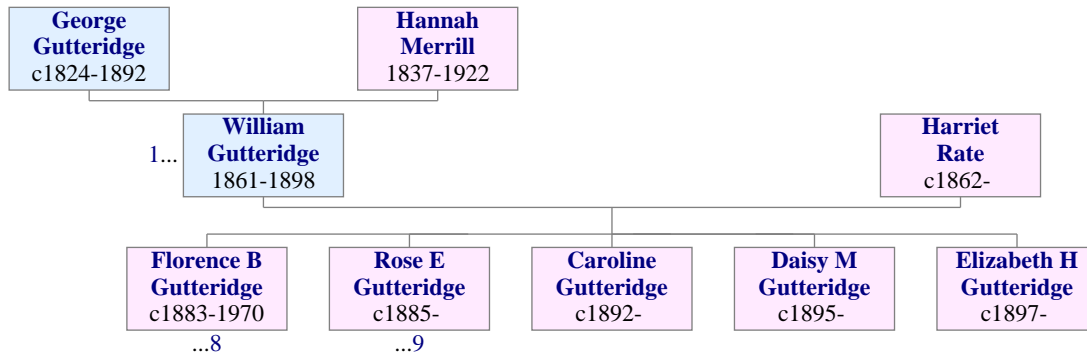 George
Gutteridge
c1824-1892
Hannah
Merrill
1837-1922
1...
William
Gutteridge
1861-1898
Harriet
Rate
c1862-
Florence B
Gutteridge
c1883-1970
...8
Rose E
Gutteridge
c1885-
...9
Caroline
Gutteridge
c1892-
Daisy M
Gutteridge
c1895-
Elizabeth H
Gutteridge
c1897-